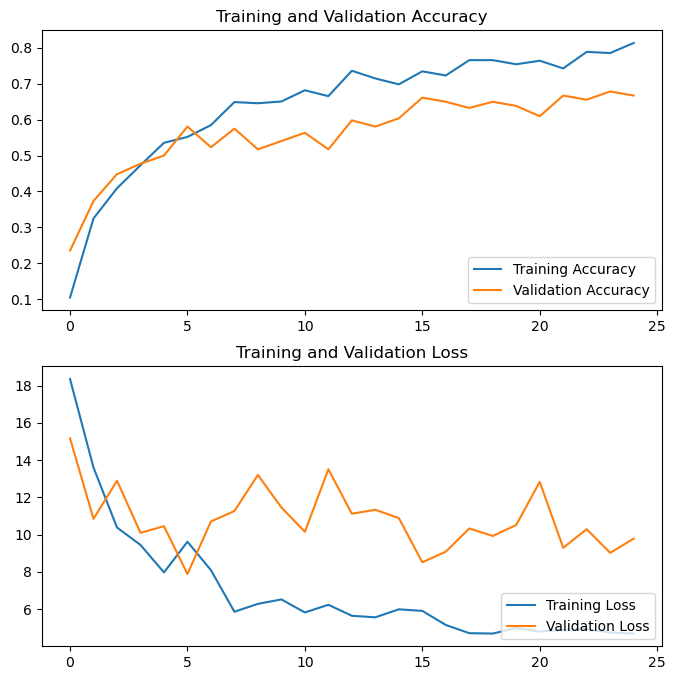 Training and Validation Accuracy
0.8
0.7
0.6
0.5
0.4
0.3
0.2
0.1
Training Accuracy
Validation Accuracy
0 5 10 15 20 25
Training and Validation Loss
18
16
14
12
10
8
6
Training Loss
Validation Loss
0 5 10 15 20 25